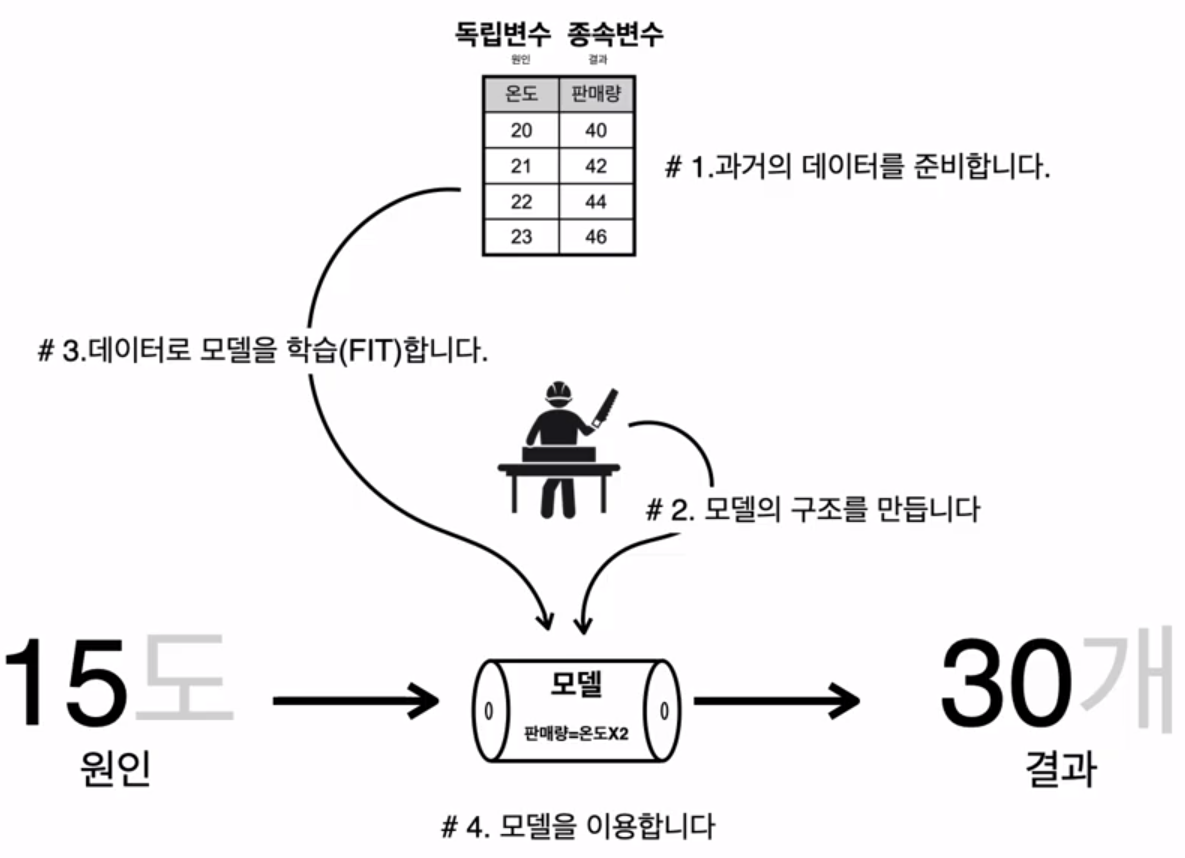 독립변수 종속변수
원인 결과
온도 판매량
20 40
21 42
22 44
23 46
# 1.과거의 데이터를 준비합니다.
# 3.데이터로 모델을 학습(FIT)합니다.
# 2. 모델의 구조를 만듭니다
15도
원인
모델
판매량=온도X2
30개
결과
# 4. 모델을 이용합니다